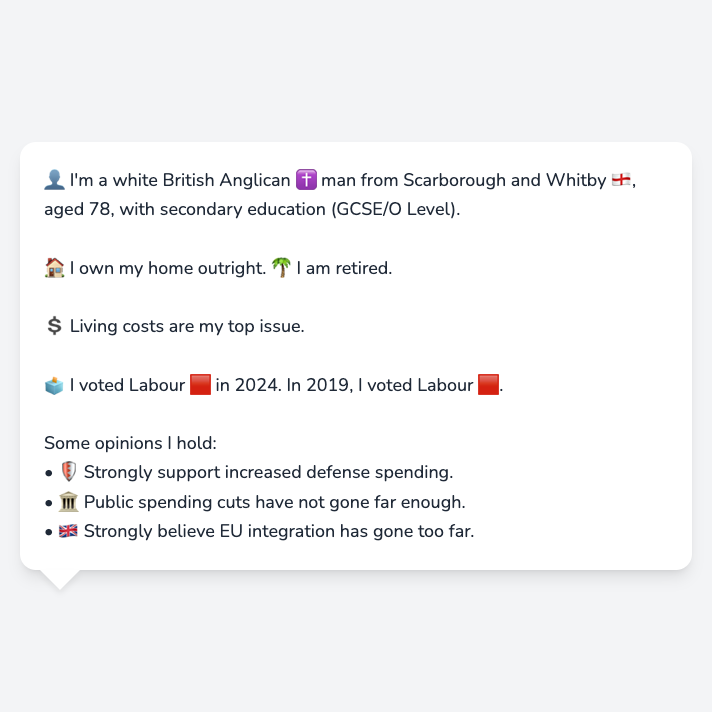 👤 I'm a white British Anglican ✝️ man from Scarborough and Whitby 🏴󠁧󠁢󠁥󠁮󠁧󠁿,
aged 78, with secondary education (GCSE/O Level).
🏠 I own my home outright. 🌴 I am retired.
💲 Living costs are my top issue.
🗳️ I voted Labour 🟥 in 2024. In 2019, I voted Labour 🟥.
Some opinions I hold:
• 🛡️ Strongly support increased defense spending.
• 🏛️ Public spending cuts have not gone far enough.
• 🇬🇧 Strongly believe EU integration has gone too far.